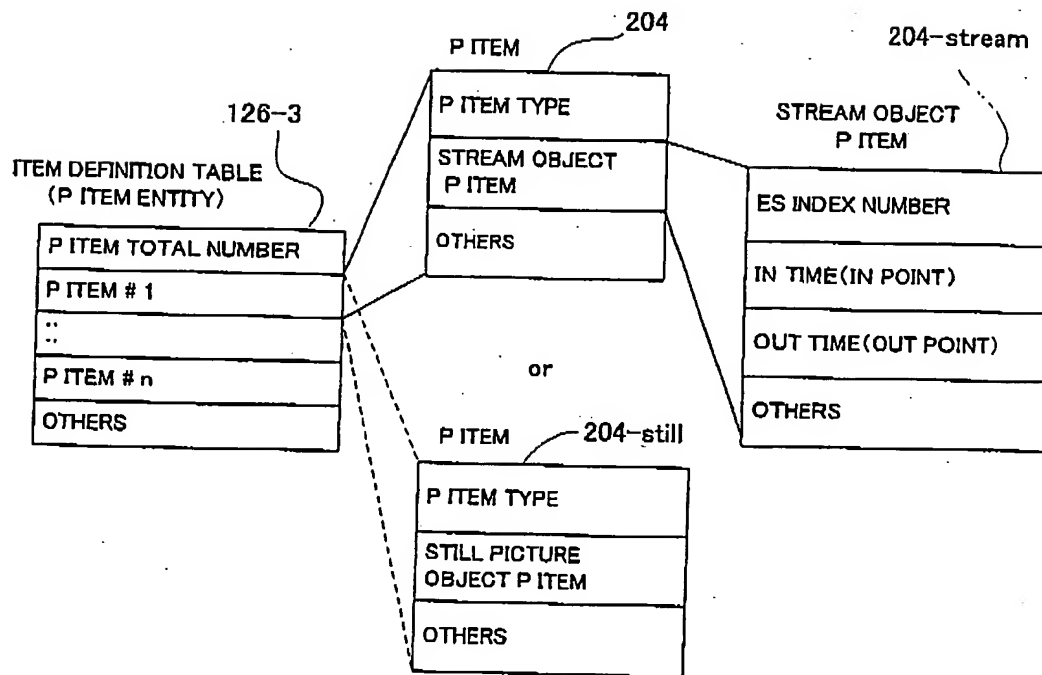 126-3
ITEM DEFINITION TABLE
(P ITEM ENTITY)
P ITEM TOTAL NUMBER
P ITEM # 1
::
P ITEM # n
OTHERS
P ITEM
204
P ITEM TYPE
STREAM OBJECT
P ITEM
OTHERS
or
P ITEM
204-still
P ITEM TYPE
STILL PICTURE
OBJECT P ITEM
OTHERS
204-stream
STREAM OBJECT
P ITEM
ES INDEX NUMBER
IN TIME(IN POINT)
OUT TIME(OUT POINT)
OTHERS